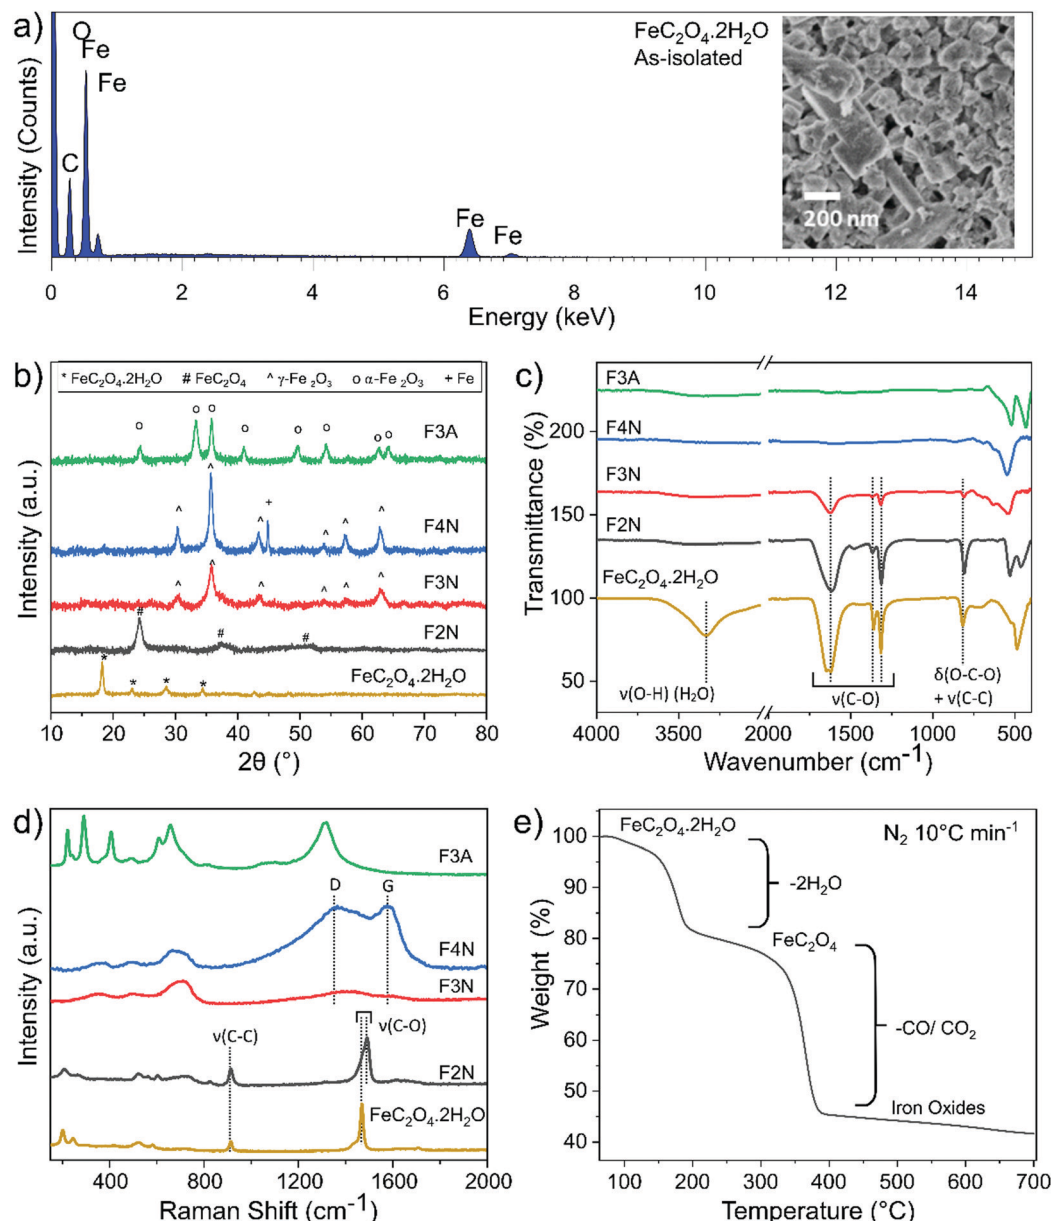 a)
O
Fe
Fe
C
Fe
Fe
FeC₂O₄.2H₂O
As-isolated
200 nm
Intensity (Counts)
0 2 4 6 8 10 12 14
Energy (keV)
b)
* FeC₂O₄.2H₂O # FeC₂O₄ ^ γ-Fe ₂O₃ o α-Fe ₂O₃ + Fe
F3A
o o o o o o o o
F4N
^ ^ ^ + ^ ^ ^
F3N
^ ^ ^ ^ ^ ^
F2N
# # #
FeC₂O₄.2H₂O
* * * *
Intensity (a.u.)
10 20 30 40 50 60 70 80
2θ (°)
c)
F3A
F4N
F3N
F2N
FeC₂O₄.2H₂O
ν(O-H) (H₂O)
ν(C-O)
δ(O-C-O)
+ ν(C-C)
Transmittance (%)
200
150
100
50
4000 3000 2000 1500 1000 500
Wavenumber (cm⁻¹)
d)
F3A
D G
F4N
F3N
ν(C-C)
ν(C-O)
F2N
FeC₂O₄.2H₂O
Intensity (a.u.)
400 800 1200 1600 2000
Raman Shift (cm⁻¹)
e)
FeC₂O₄.2H₂O
N₂ 10°C min⁻¹
-2H₂O
FeC₂O₄
-CO/ CO₂
Iron Oxides
Weight (%)
100
90
80
70
60
50
40
100 200 300 400 500 600 700
Temperature (°C)